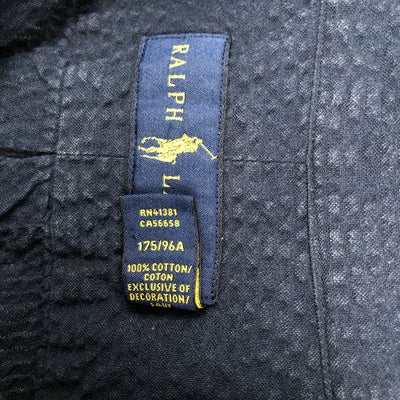 RALPH L
RN41381
CA56658
175/96A
100% COTTON/
COTON
EXCLUSIVE OF
DECORATION/